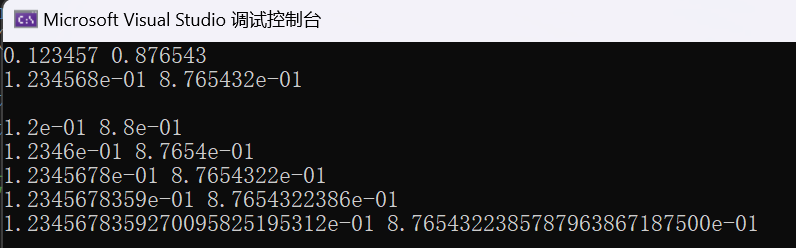 Microsoft Visual Studio 调试控制台
0.123457 0.876543
1.234568e-01 8.765432e-01
1.2e-01 8.8e-01
1.2346e-01 8.7654e-01
1.2345678e-01 8.7654322e-01
1.2345678359e-01 8.7654322386e-01
1.2345678359270095825195312e-01 8.7654322385787963867187500e-01